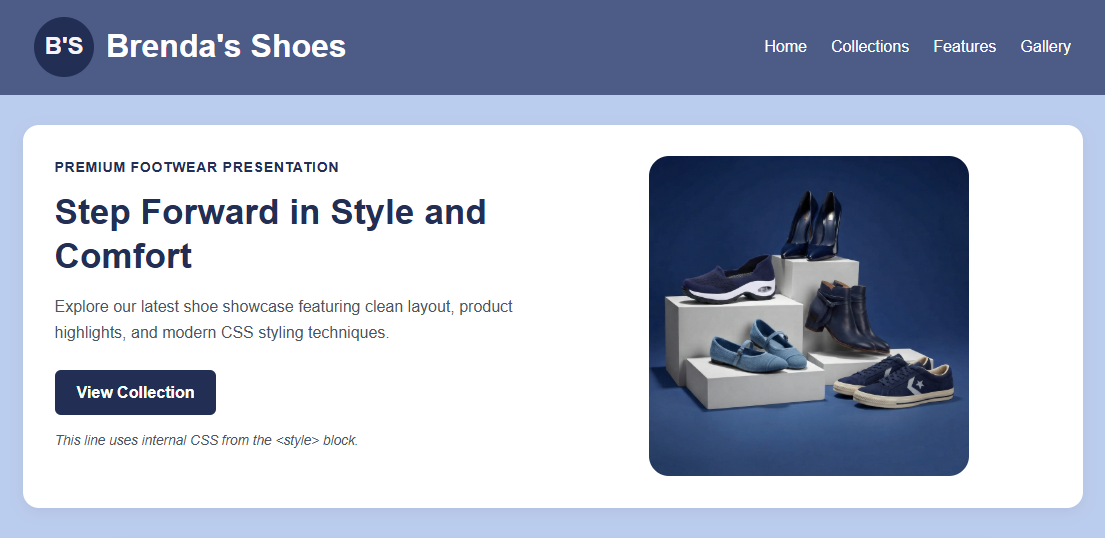 B'S
Brenda's Shoes
Home
Collections
Features
Gallery
PREMIUM FOOTWEAR PRESENTATION
Step Forward in Style and
Comfort
Explore our latest shoe showcase featuring clean layout, product
highlights, and modern CSS styling techniques.
View Collection
This line uses internal CSS from the <style> block.